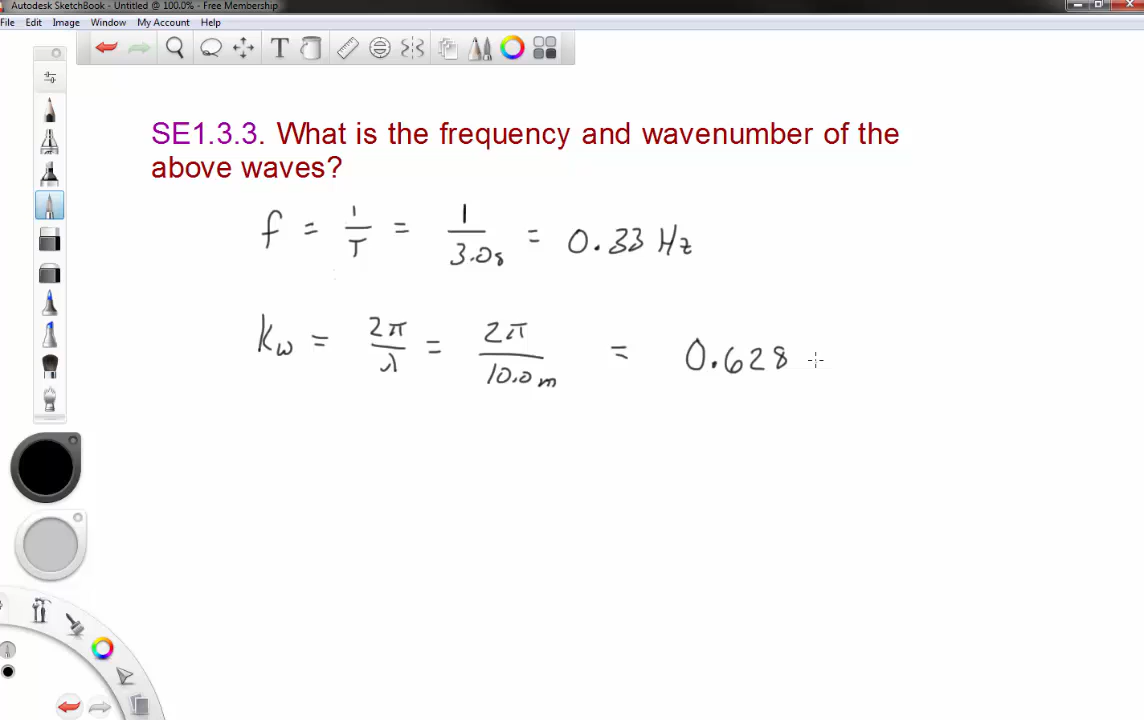 Autodesk SketchBook - Untitled @ 100.0% - Free Membership
File Edit Image Window My Account Help
T
SE1.3.3. What is the frequency and wavenumber of the
above waves?
f = 1/T = 1/3.0s = 0.33 Hz
kω = 2π/λ = 2π/10.0m = 0.628